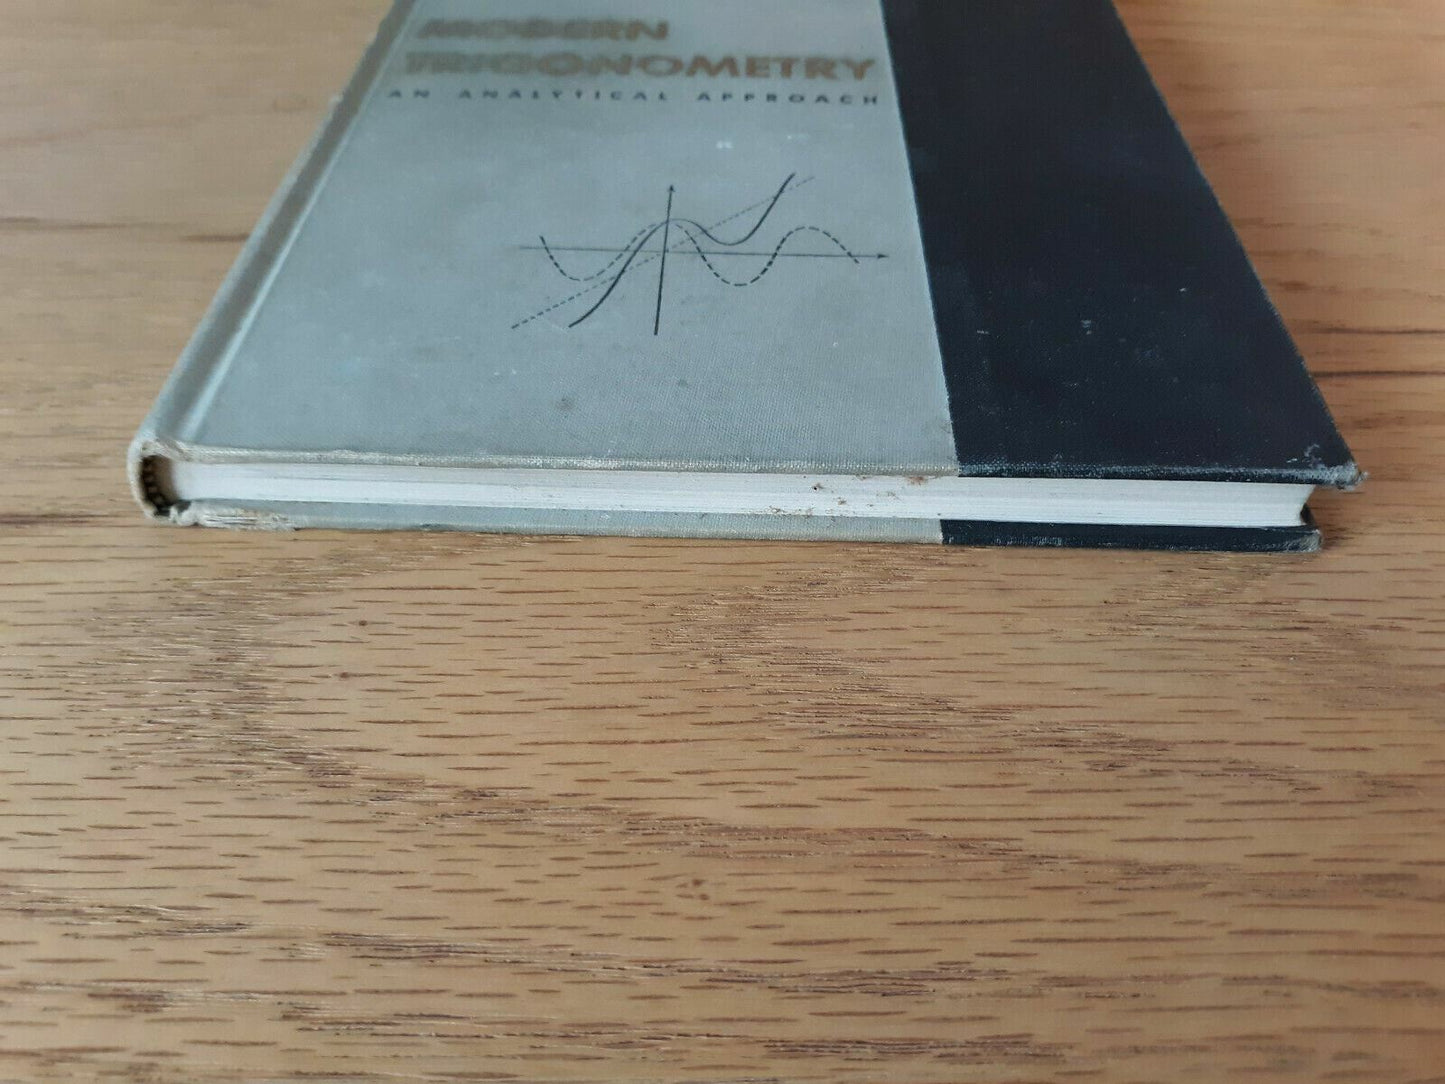 MODERN
TRIGONOMETRY
AN ANALYTICAL APPROACH